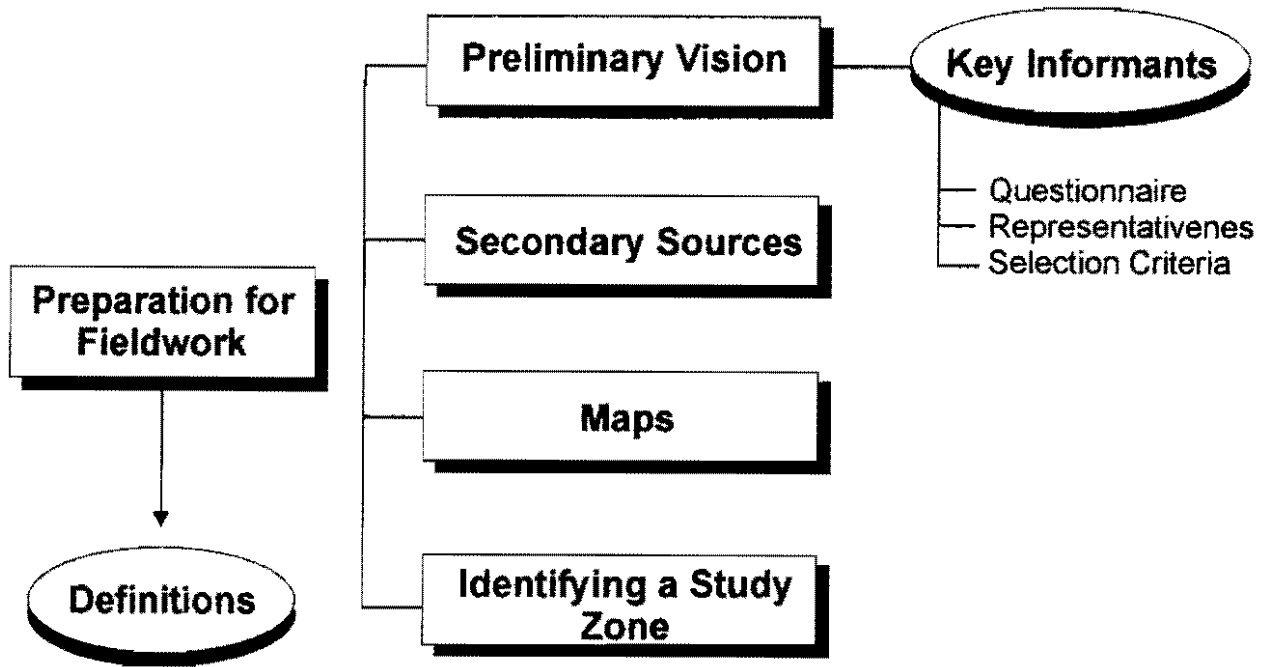 Preliminary Vision
Key Informants
Questionnaire
Representativenes
Selection Criteria
Secondary Sources
Preparation for
Fieldwork
Maps
Definitions
Identifying a Study
Zone